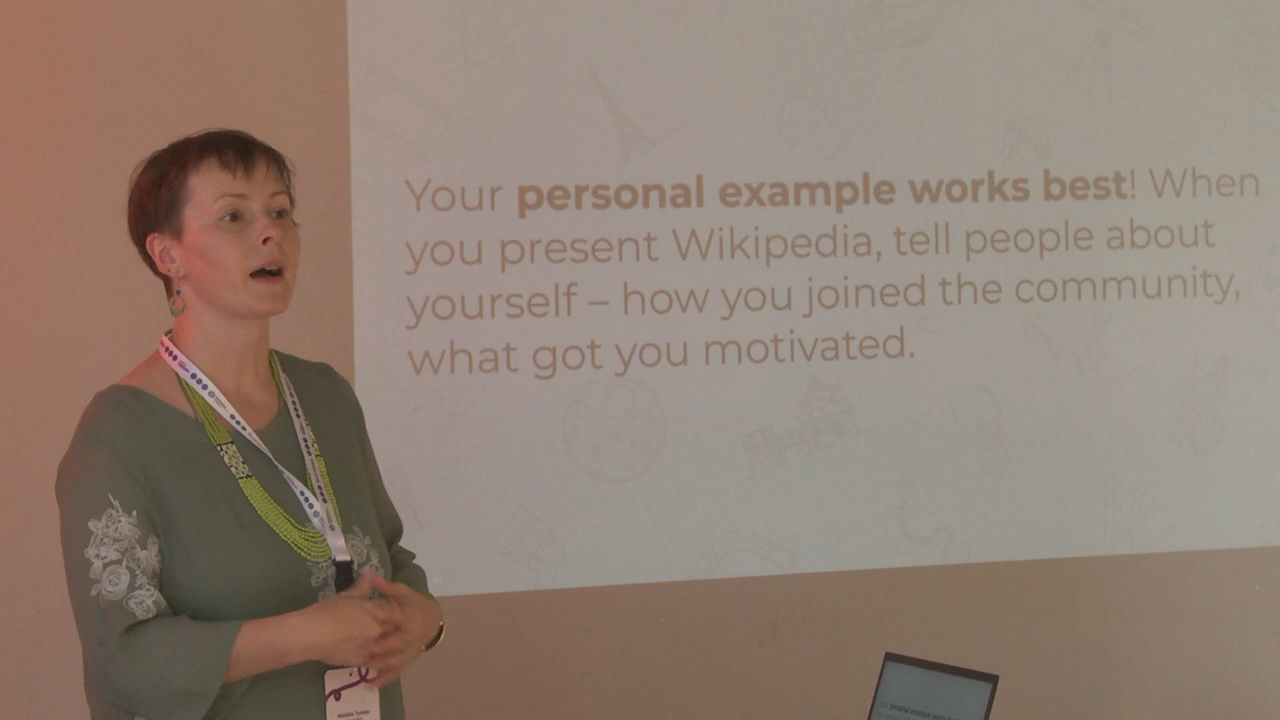 Your personal example works best! When
you present Wikipedia, tell people about
yourself – how you joined the community,
what got you motivated.